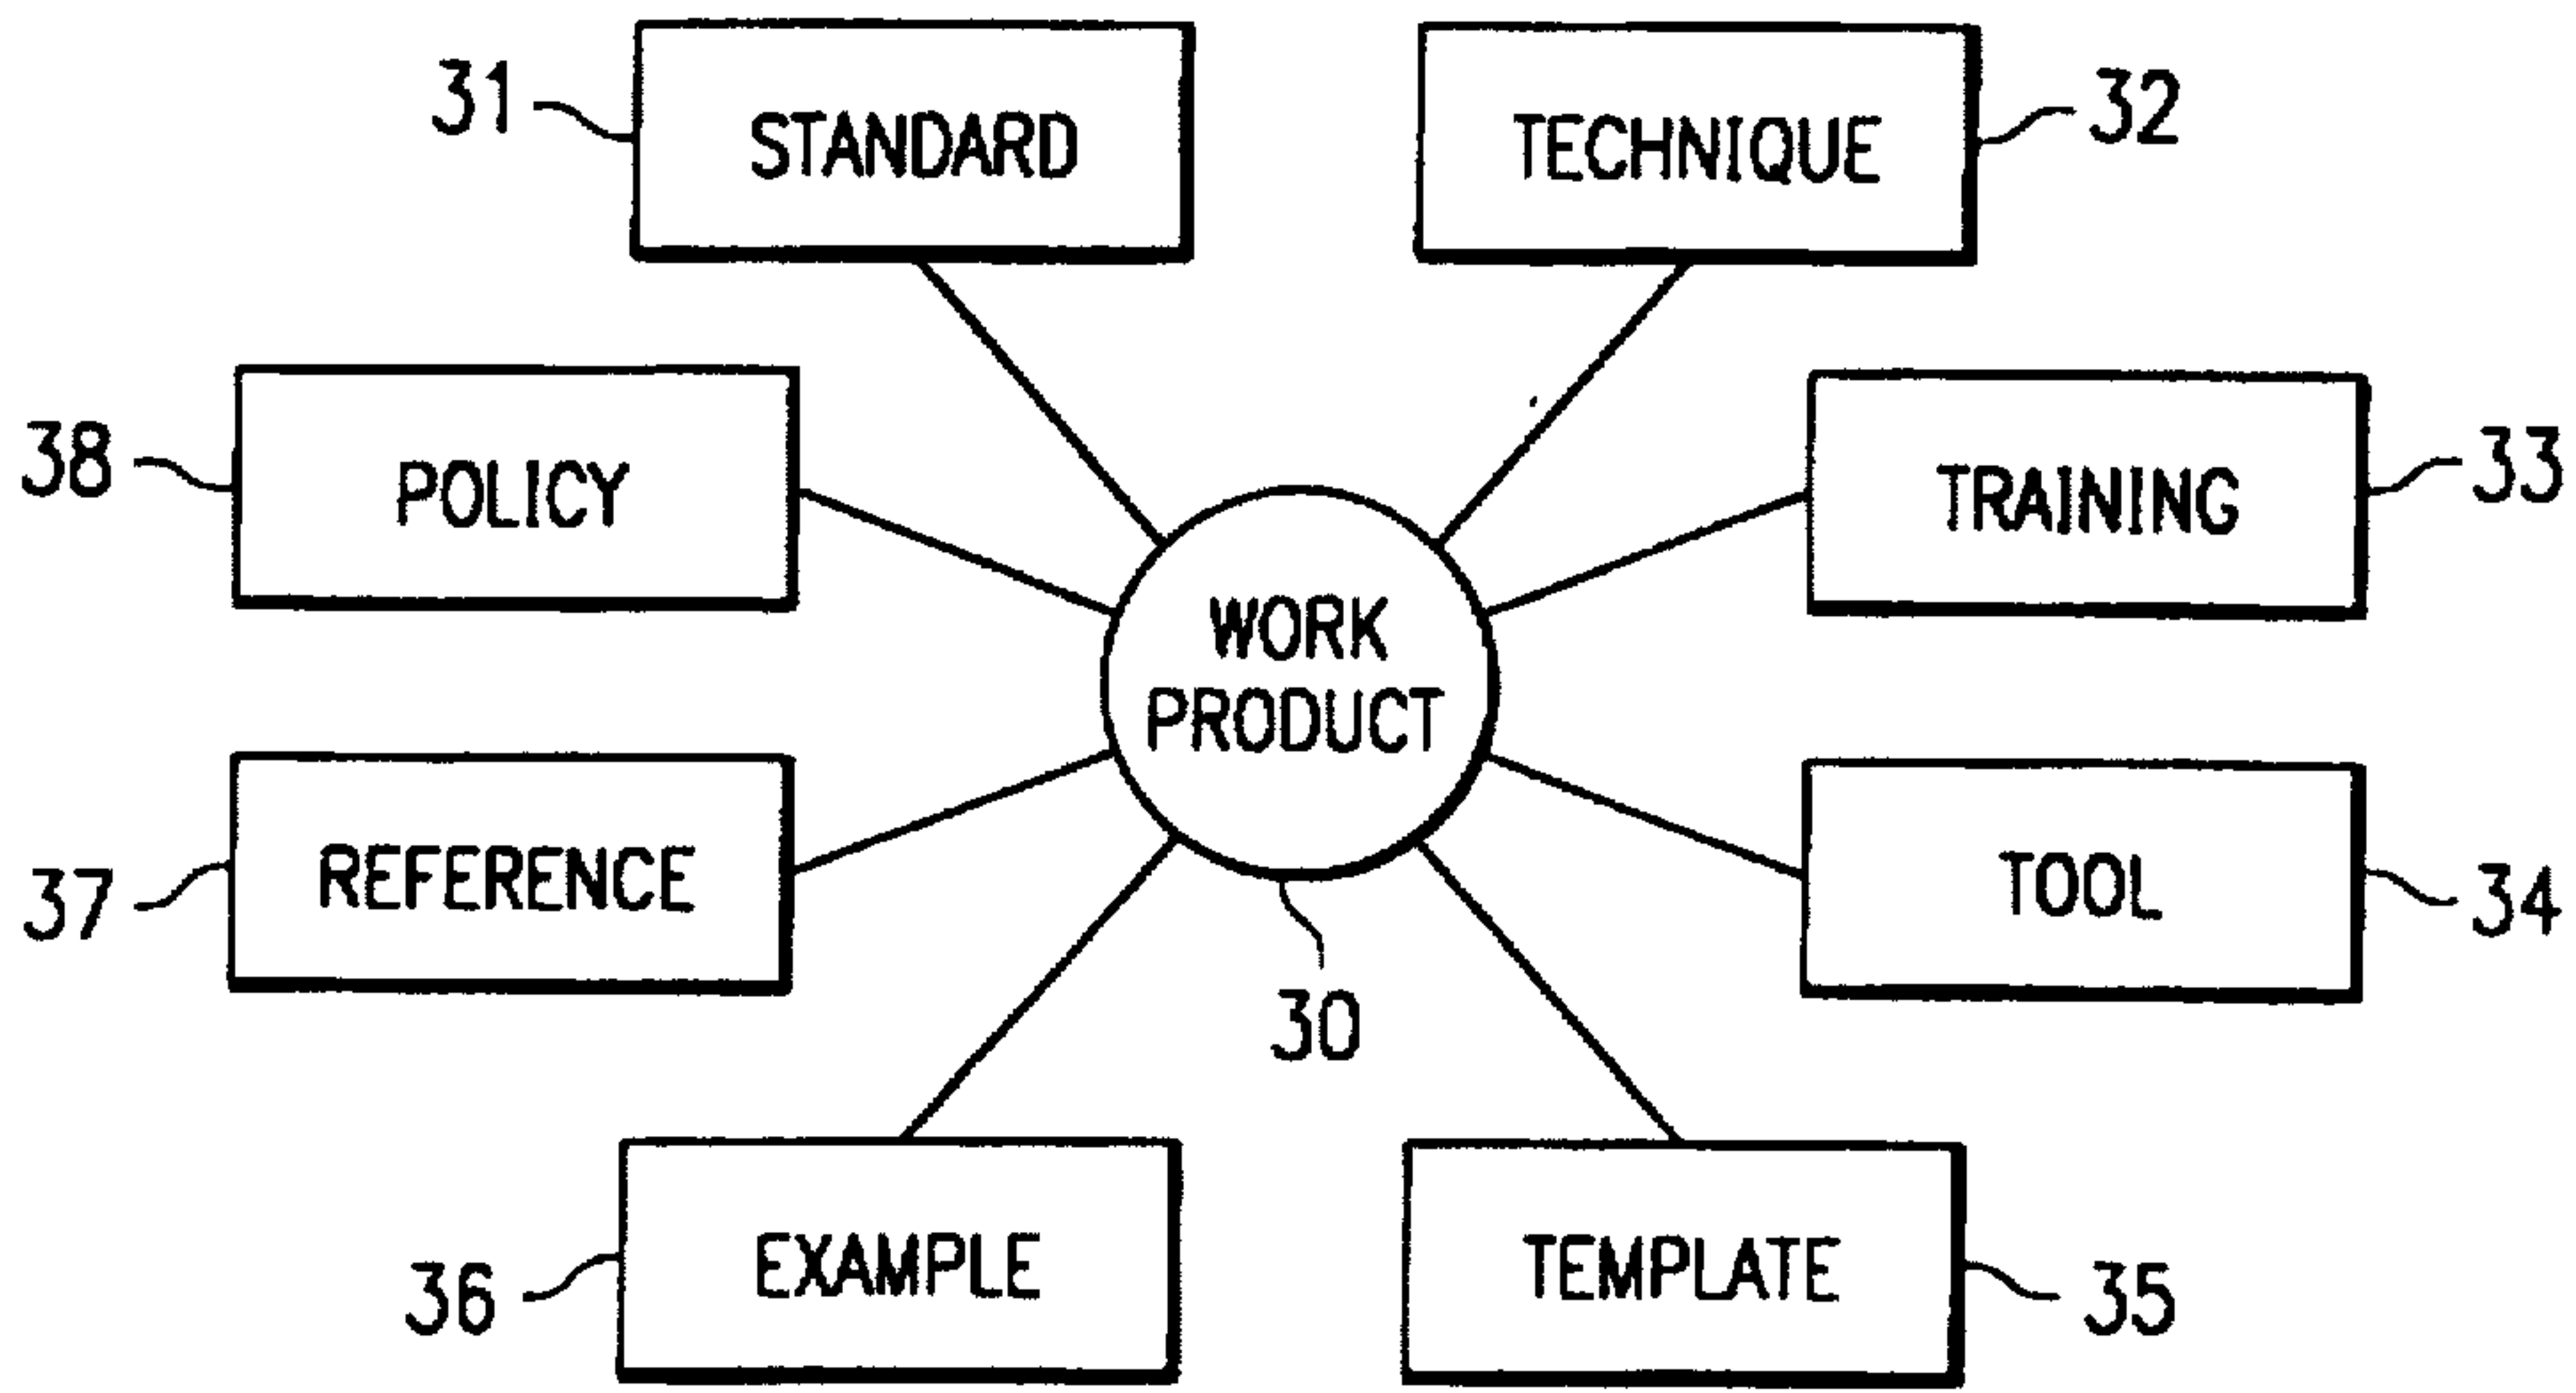 31
STANDARD
TECHNIQUE
32
38
POLICY
TRAINING
33
WORK
PRODUCT
37
REFERENCE
TOOL
34
30
36
EXAMPLE
TEMPLATE
35